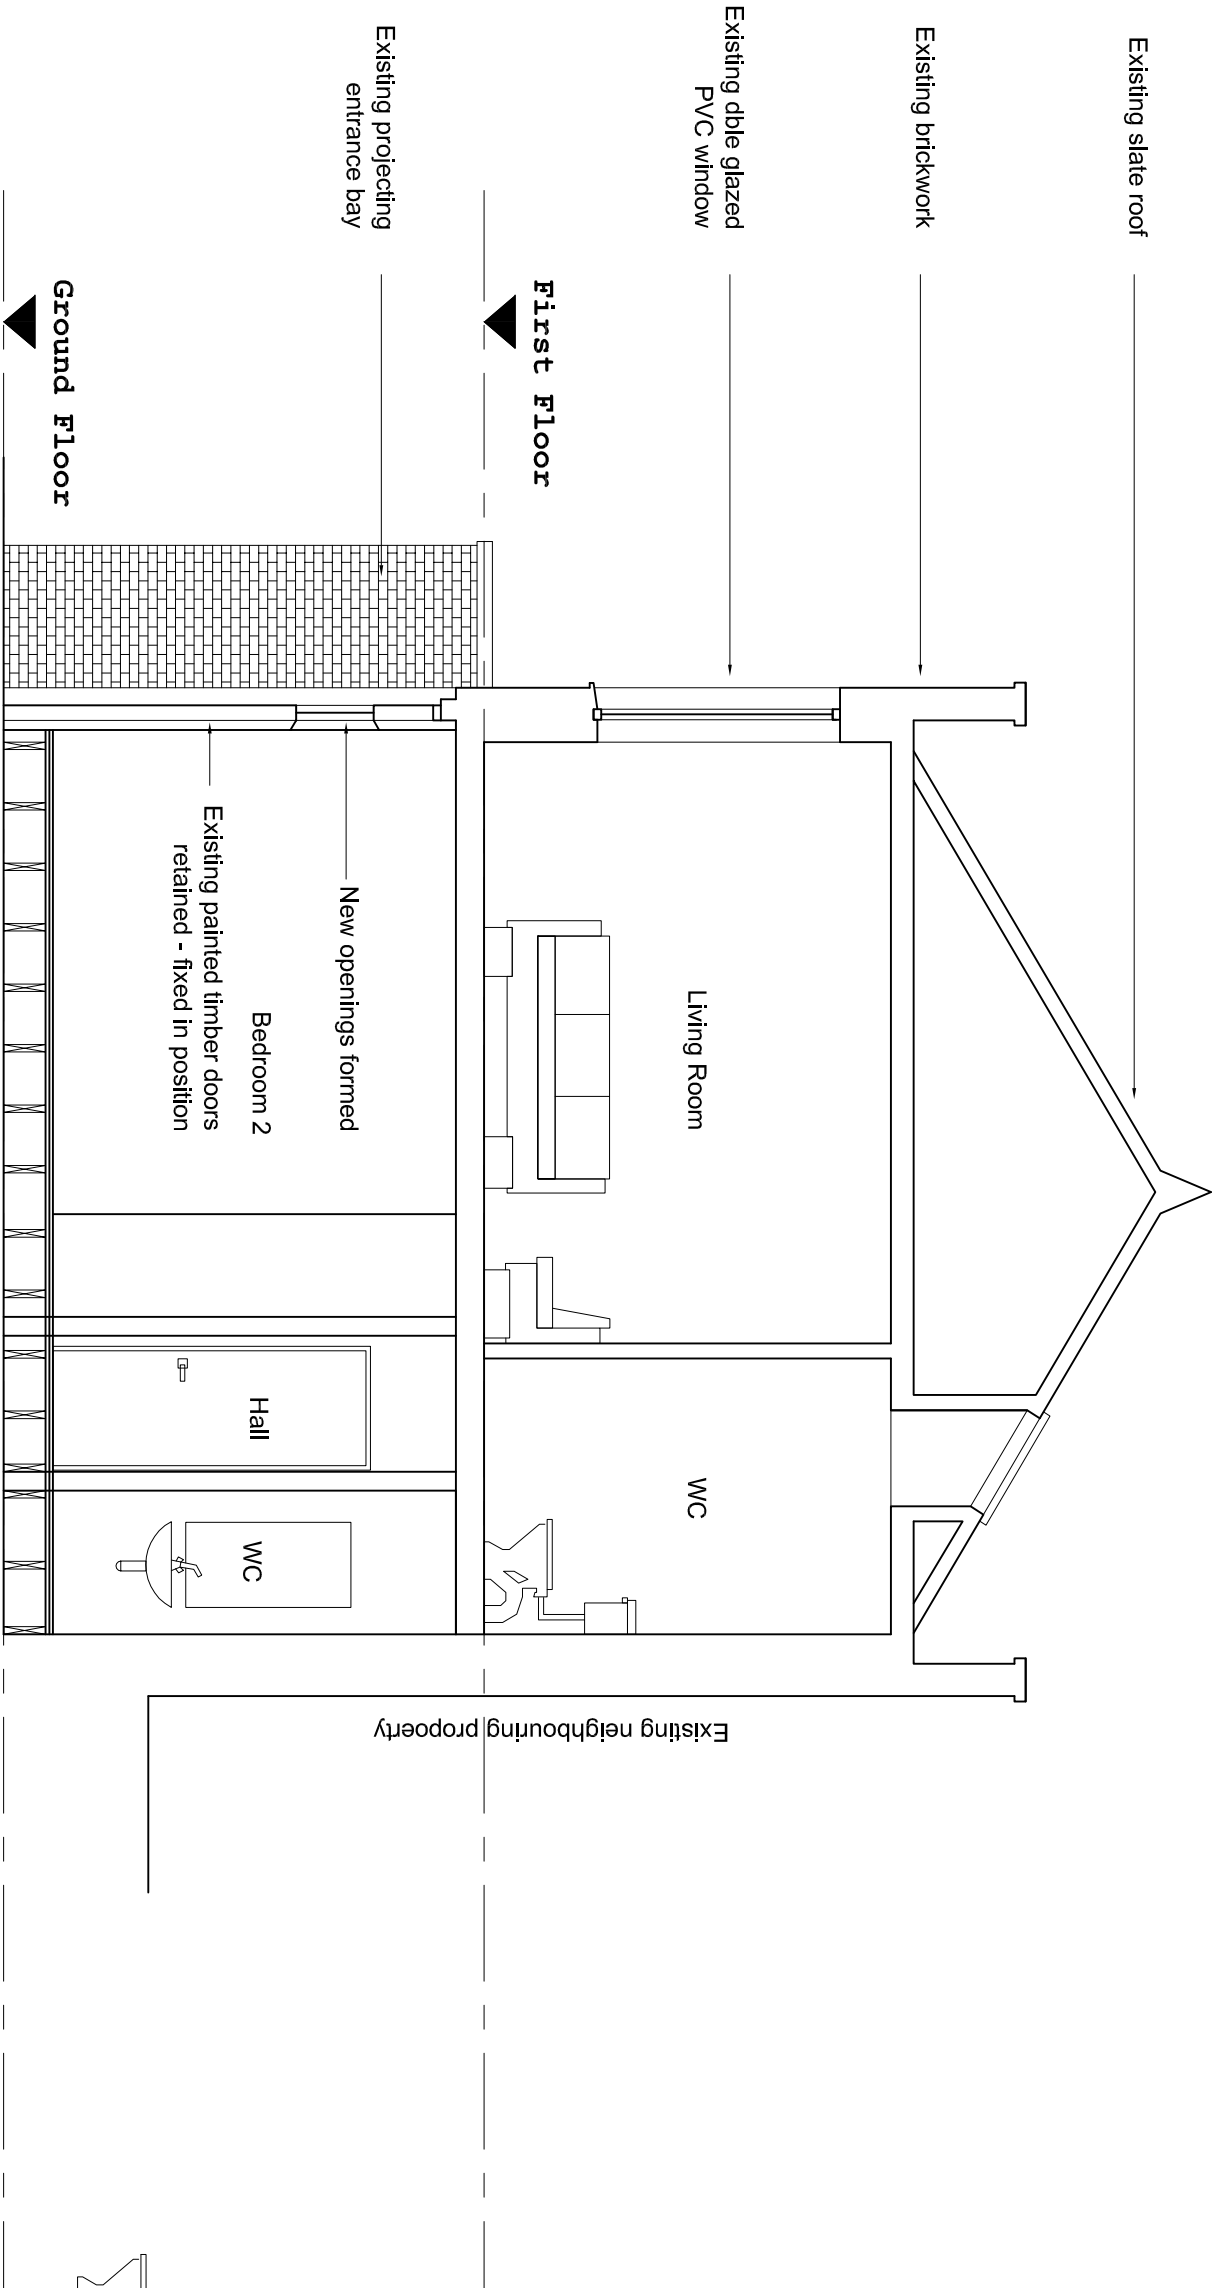 Existing slate roof
Existing brickwork
Existing dble glazed
PVC window
First Floor
Existing projecting
entrance bay
Ground Floor
Living Room
WC
New openings formed
Bedroom 2
Existing painted timber doors
retained - fixed in position
Hall
WC
Existing neighbouring propoerty